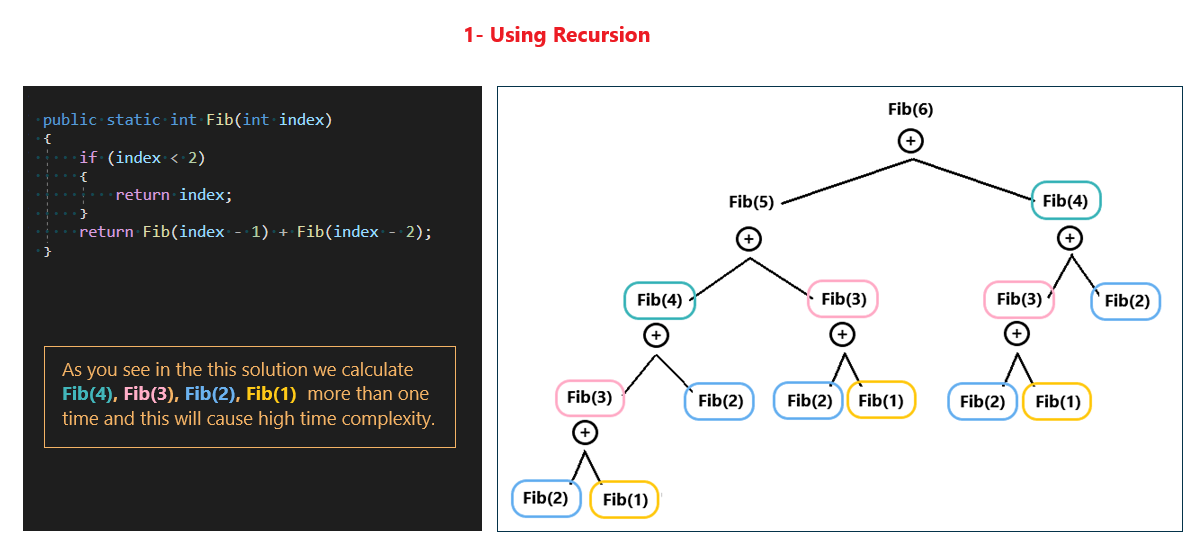 1- Using Recursion
public static int Fib(int index)
{
if (index < 2)
{
return index;
}
return Fib(index - 1) + Fib(index - 2);
}
As you see in the this solution we calculate
Fib(4), Fib(3), Fib(2), Fib(1) more than one
time and this will cause high time complexity.
Fib(6)
+
Fib(5)
Fib(4)
+
+
Fib(4)
Fib(3)
Fib(3)
Fib(2)
+
+
+
Fib(3)
Fib(2)
Fib(2)
Fib(1)
Fib(2)
Fib(1)
+
Fib(2)
Fib(1)